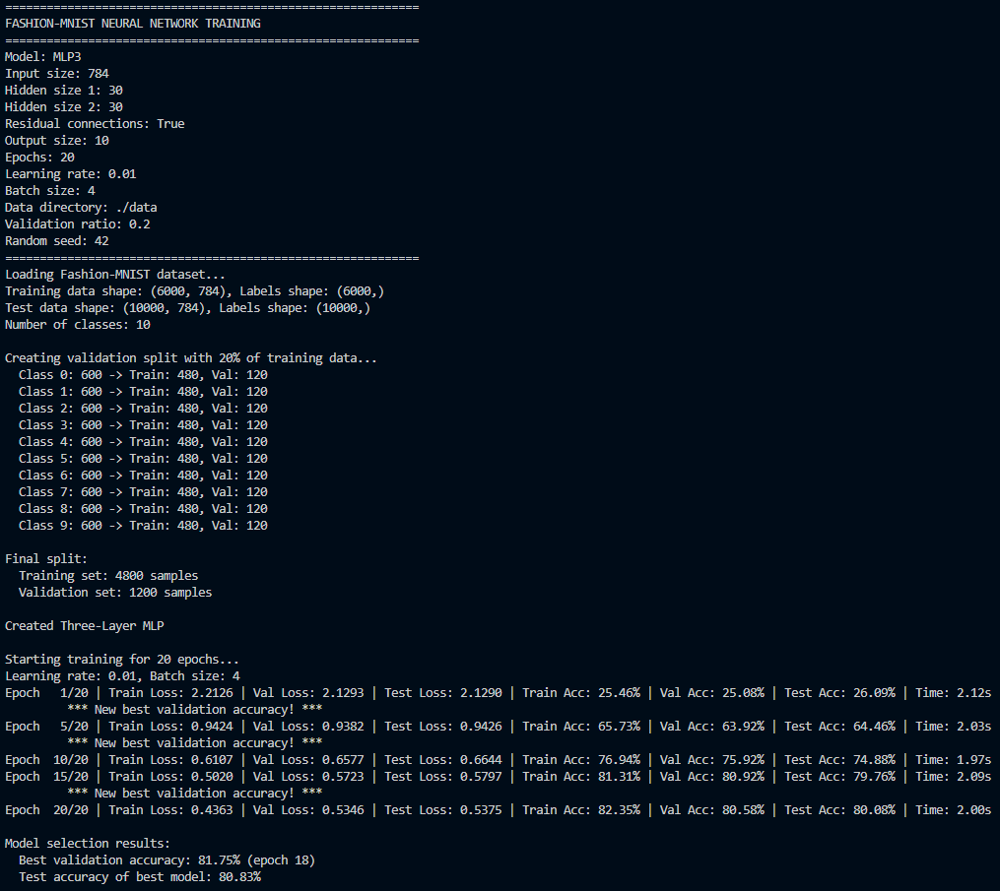 ============================================================
FASHION-MNIST NEURAL NETWORK TRAINING
============================================================
Model: MLP3
Input size: 784
Hidden size 1: 30
Hidden size 2: 30
Residual connections: True
Output size: 10
Epochs: 20
Learning rate: 0.01
Batch size: 4
Data directory: ./data
Validation ratio: 0.2
Random seed: 42
============================================================
Loading Fashion-MNIST dataset...
Training data shape: (6000, 784), Labels shape: (6000,)
Test data shape: (10000, 784), Labels shape: (10000,)
Number of classes: 10

Creating validation split with 20% of training data...
  Class 0: 600 -> Train: 480, Val: 120
  Class 1: 600 -> Train: 480, Val: 120
  Class 2: 600 -> Train: 480, Val: 120
  Class 3: 600 -> Train: 480, Val: 120
  Class 4: 600 -> Train: 480, Val: 120
  Class 5: 600 -> Train: 480, Val: 120
  Class 6: 600 -> Train: 480, Val: 120
  Class 7: 600 -> Train: 480, Val: 120
  Class 8: 600 -> Train: 480, Val: 120
  Class 9: 600 -> Train: 480, Val: 120

Final split:
  Training set: 4800 samples
  Validation set: 1200 samples

Created Three-Layer MLP

Starting training for 20 epochs...
Learning rate: 0.01, Batch size: 4
Epoch   1/20 | Train Loss: 2.2126 | Val Loss: 2.1293 | Test Loss: 2.1290 | Train Acc: 25.46% | Val Acc: 25.08% | Test Acc: 26.09% | Time: 2.12s
         *** New best validation accuracy! ***
Epoch   5/20 | Train Loss: 0.9424 | Val Loss: 0.9382 | Test Loss: 0.9426 | Train Acc: 65.73% | Val Acc: 63.92% | Test Acc: 64.46% | Time: 2.03s
         *** New best validation accuracy! ***
Epoch  10/20 | Train Loss: 0.6107 | Val Loss: 0.6577 | Test Loss: 0.6644 | Train Acc: 76.94% | Val Acc: 75.92% | Test Acc: 74.88% | Time: 1.97s
Epoch  15/20 | Train Loss: 0.5020 | Val Loss: 0.5723 | Test Loss: 0.5797 | Train Acc: 81.31% | Val Acc: 80.92% | Test Acc: 79.76% | Time: 2.09s
         *** New best validation accuracy! ***
Epoch  20/20 | Train Loss: 0.4363 | Val Loss: 0.5346 | Test Loss: 0.5375 | Train Acc: 82.35% | Val Acc: 80.58% | Test Acc: 80.08% | Time: 2.00s

Model selection results:
  Best validation accuracy: 81.75% (epoch 18)
  Test accuracy of best model: 80.83%